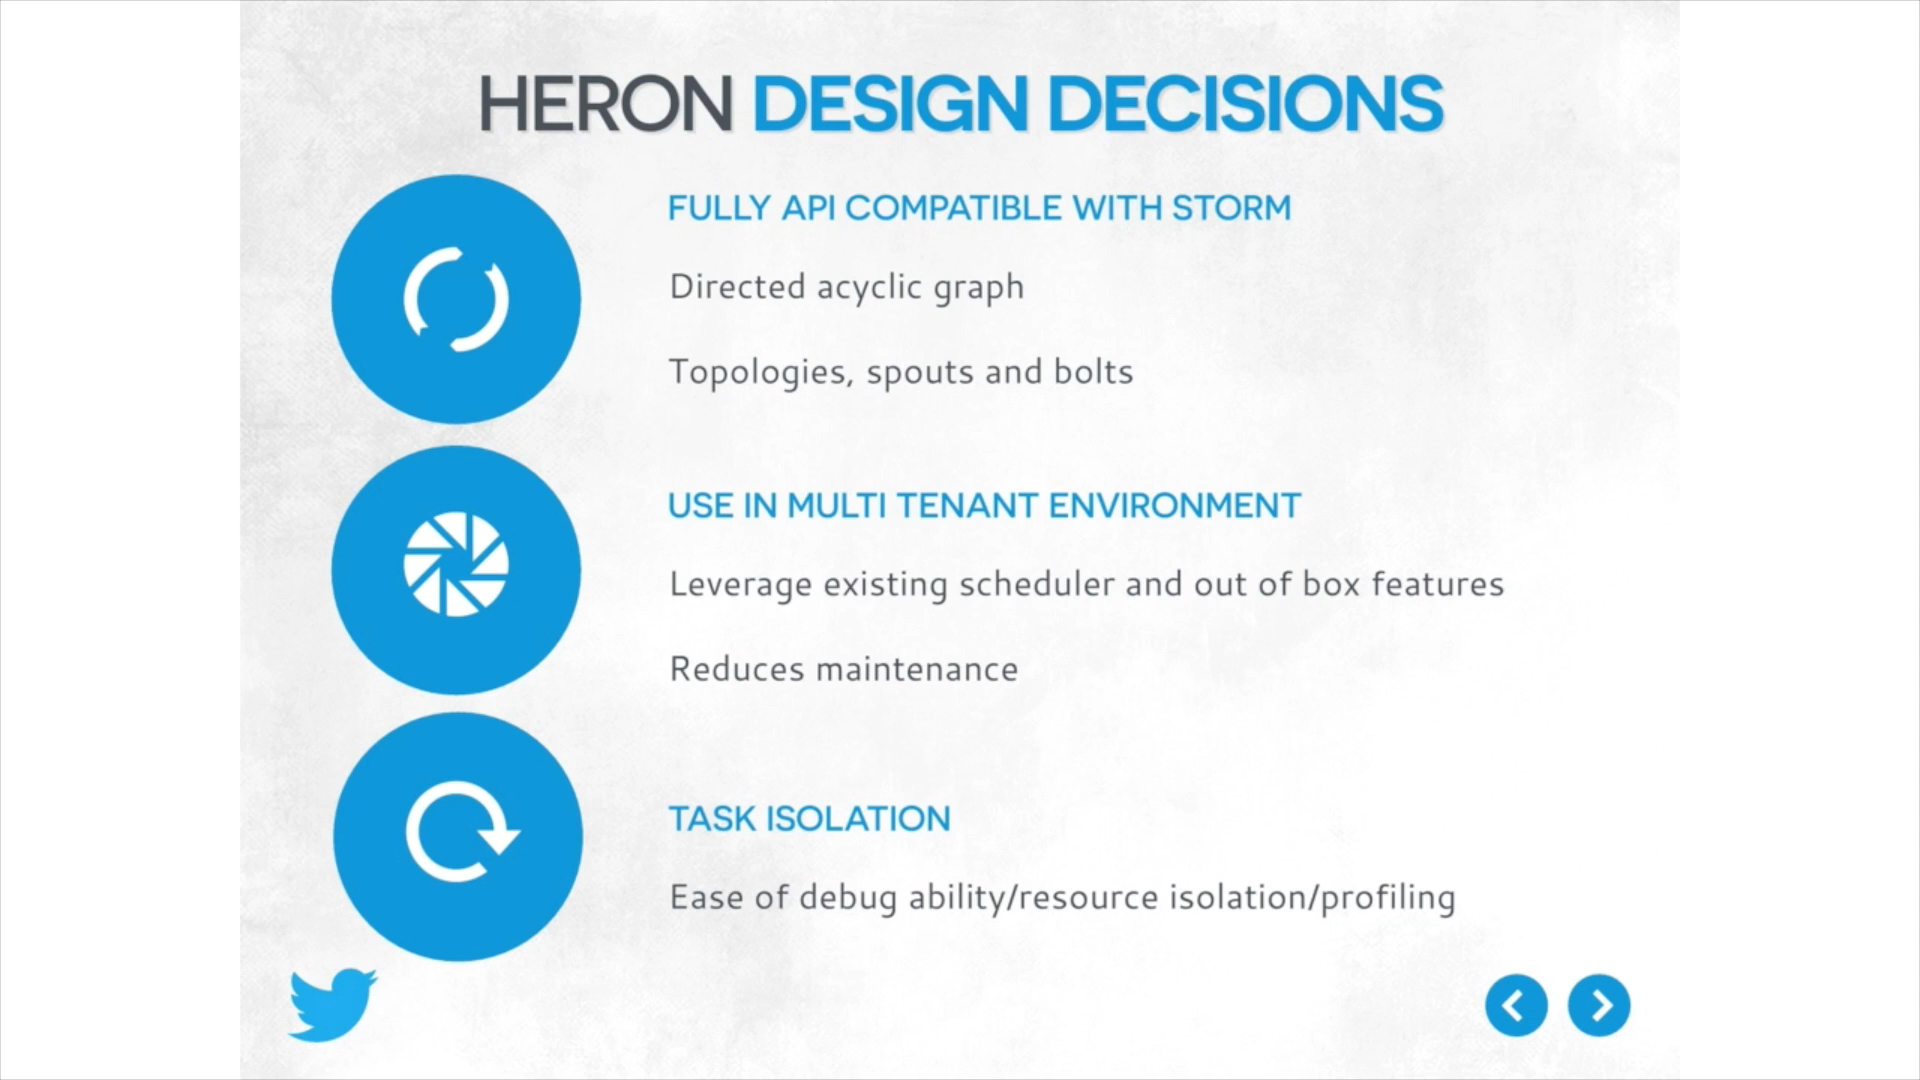 HERON DESIGN DECISIONS
FULLY API COMPATIBLE WITH STORM
Directed acyclic graph
Topologies, spouts and bolts
USE IN MULTI TENANT ENVIRONMENT
Leverage existing scheduler and out of box features
Reduces maintenance
TASK ISOLATION
Ease of debug ability/resource isolation/profiling